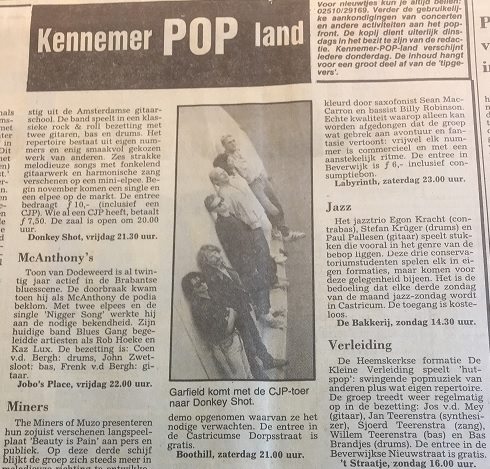 Kennemer POP land
Voor nieuwtjes kun je altijd bellen:
02510/29169. Verder de gebruikelij-
ke aankondigingen van concerten
en andere activiteiten aan het pop-
front. De kopij dient uiterlijk dins-
dags in het bezit te zijn van de redac-
tie. Kennemer-POP-land verschijnt
iedere donderdag. De inhoud hangt
voor een groot deel af van de 'tipge-
vers'.
stig uit de Amsterdamse gitaar-
school. De band speelt in een klas-
sieke rock & roll bezetting met
twee gitaren, bas en drums. Het
repertoire bestaat uit eigen num-
mers en enig smaakvol gekozen
werk van anderen. Zes strakke
melodieuze songs met fonkelend
gitaarwerk en harmonische zang
verschenen op een mini-elpee. Be-
gin november komen een single en
een elpee op de markt. De entree
bedraagt ƒ 10,- (inclusief een
CJP). Wie al een CJP heeft, betaalt
ƒ 7,50. De zaal is open om 20.00
uur.
Donkey Shot, vrijdag 21.30 uur.
McAnthony's
Toon van Dodeweerd is al twin-
tig jaar actief in de Brabantse
bluesscene. De doorbraak kwam
toen hij als McAnthony de podia
beklom. Met twee elpees en de
single 'Nigger Song' werkte hij
aan de nodige bekendheid. Zijn
huidige band Blues Gang bege-
leidde artiesten als Rob Hoeke en
Kaz Lux. De bezetting is: Coen
v.d. Bergh: drums, John Zwet-
sloot: bas, Frenk v.d. Bergh: gi-
taar.
Jobo's Place, vrijdag 22.00 uur.
Miners
The Miners of Muzo presenteren
hun zojuist verschenen langspeel-
plaat 'Beauty is Pain' aan pers en
publiek. Op deze derde schijf
blijkt de groep zich steeds meer in
Garfield komt met de CJP-toer
naar Donkey Shot.
demo opgenomen waarvan ze het
nodige verwachten. De entree in
de Castricumse Dorpsstraat is
gratis.
Boothill, zaterdag 21.00 uur.
kleurd door saxofonist Sean Mac-
Carron en bassist Billy Robinson.
Echte kwaliteit waarop alleen kan
worden afgedongen dat de groep
wat gebrek aan avontuur en fan-
tasie vertoont: vrijwel elk num-
mer is commercieel en met een
aanstekelijk ritme. De entree in
Beverwijk is ƒ 6,- inclusief con-
sumptiebon.
Labyrinth, zaterdag 23.00 uur.
Jazz
Het jazztrio Egon Kracht (contra-
bas), Stefan Krüger (drums) en
Paul Pallesen (gitaar) speelt stuk-
ken die vooral in het genre van de
bebop liggen. Deze drie conserva-
toriumstudenten spelen elk in ei-
gen formaties, maar komen voor
deze gelegenheid bijeen. Het is de
bedoeling dat elke derde zondag
van de maand jazz-zondag wordt
in Castricum. De toegang is koste-
loos.
De Bakkerij, zondag 14.30 uur.
Verleiding
De Heemskerkse formatie De
Kleine Verleiding speelt 'huts-
pop': swingende popmuziek van
anderen plus wat eigen repertoire.
De groep treedt weer regelmatig
op in de bezetting: Jos v.d. Mey
(synthesizer), Jan Teerenstra (gitaar),
Sjoerd Teerenstra (zang),
Willem Teerenstra (bas) en Bas
Brandjes (drums). De entree in de
Beverwijkse Nieuwstraat is gratis.
't Straatje, zondag 16.00 uur.